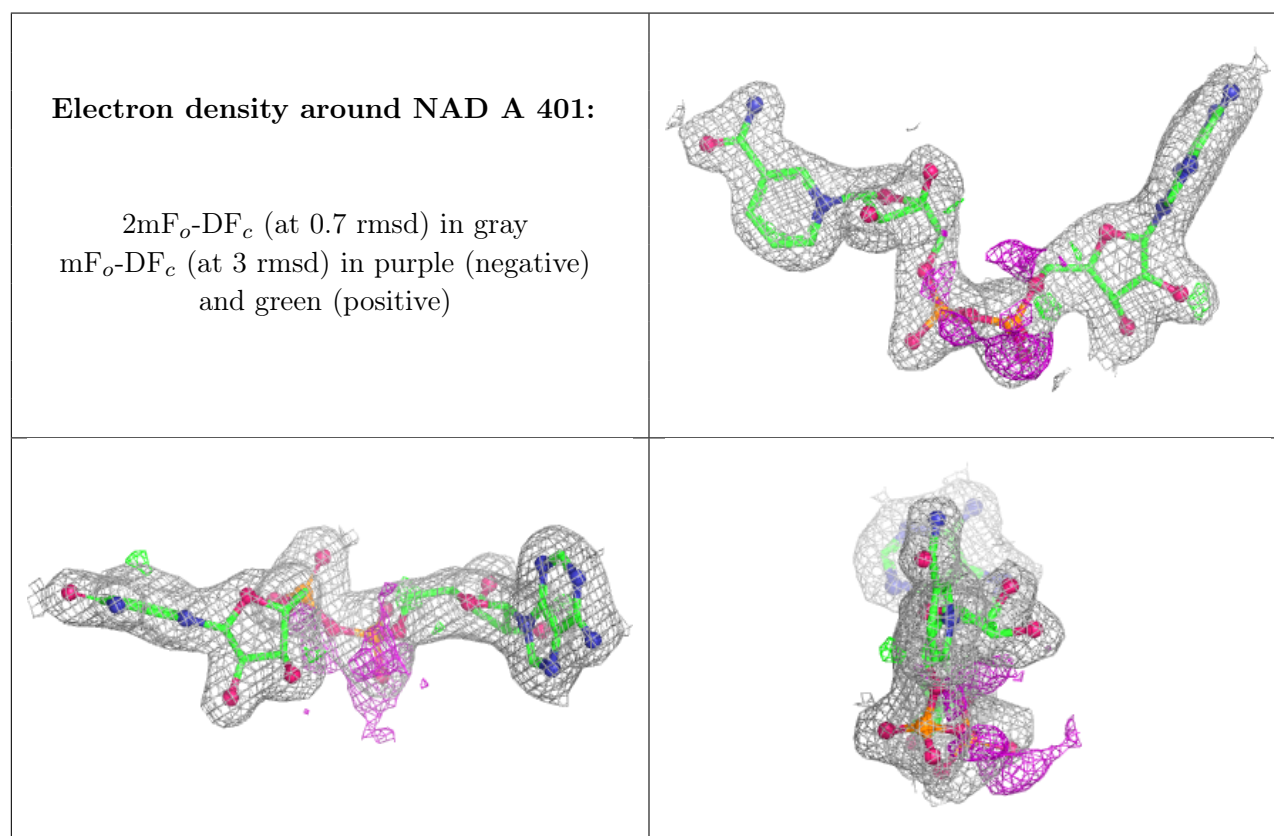 Electron density around NAD A 401:
2mFo-DFc (at 0.7 rmsd) in gray
mFo-DFc (at 3 rmsd) in purple (negative)
and green (positive)